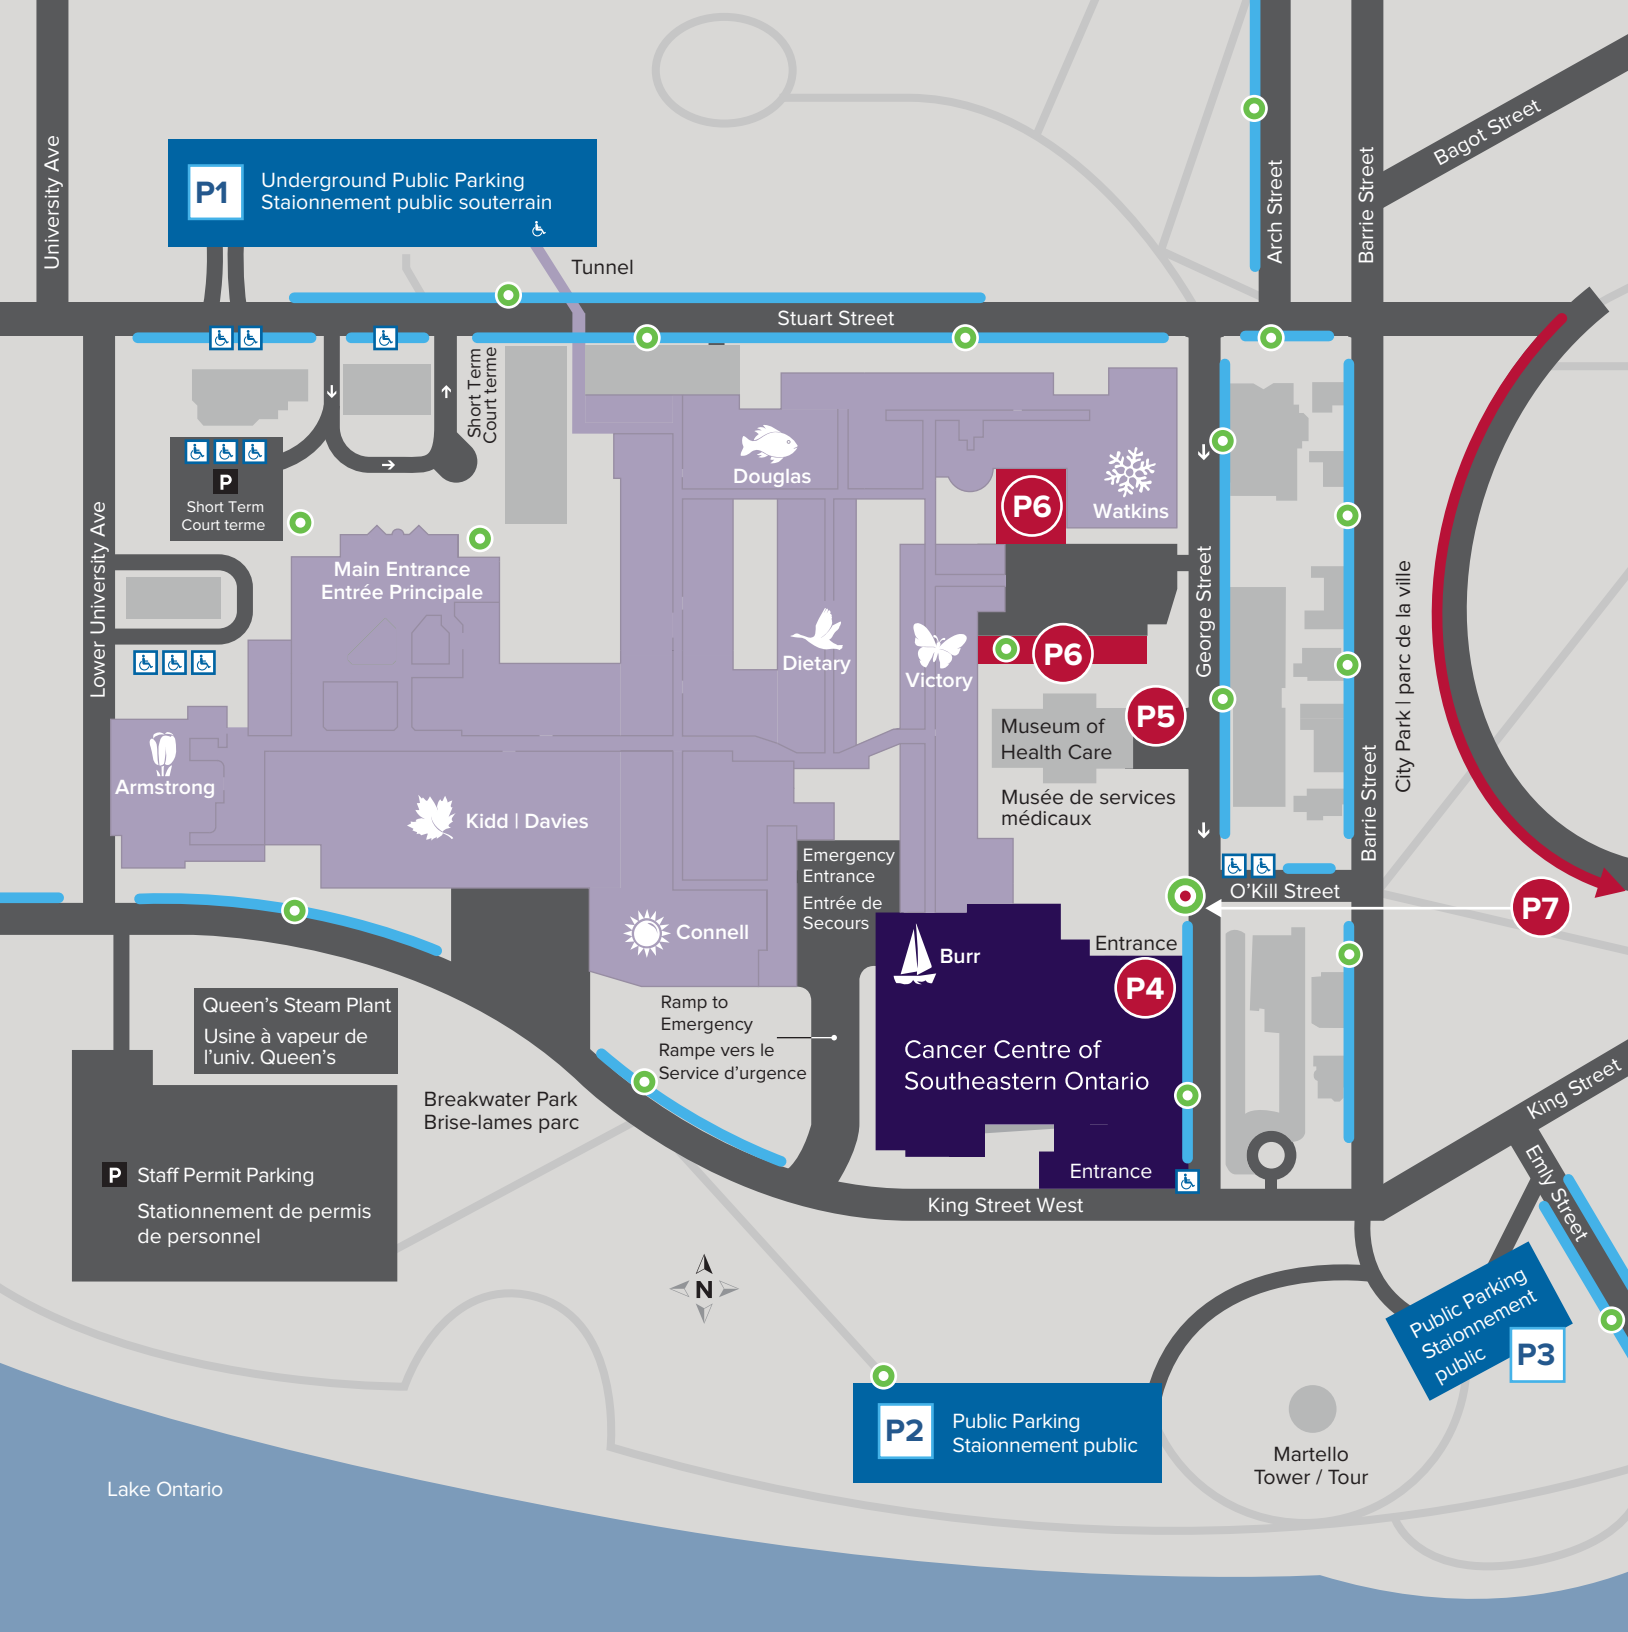 University Ave
P1
Underground Public Parking
Staionnement public souterrain
Tunnel
Arch Street
Barrie Street
Bagot Street
Stuart Street
Short Term
Court terme
P
Short Term
Court terme
Douglas
P6
Watkins
Lower University Ave
Main Entrance
Entrée Principale
George Street
City Park | parc de la ville
Dietary
Victory
P6
P5
Museum of
Health Care
Musée de services
médicaux
Armstrong
Kidd | Davies
Barrie Street
Emergency
Entrance
Entrée de
Secours
O'Kill Street
P7
Connell
Burr
Entrance
P4
Queen's Steam Plant
Usine à vapeur de
l'univ. Queen's
Ramp to
Emergency
Rampe vers le
Service d'urgence
Cancer Centre of
Southeastern Ontario
Breakwater Park
Brise-lames parc
King Street
Emly Street
P
Staff Permit Parking
Stationnement de permis
de personnel
Entrance
King Street West
N
Public Parking
Staionnement
public
P3
P2
Public Parking
Staionnement public
Martello
Tower / Tour
Lake Ontario